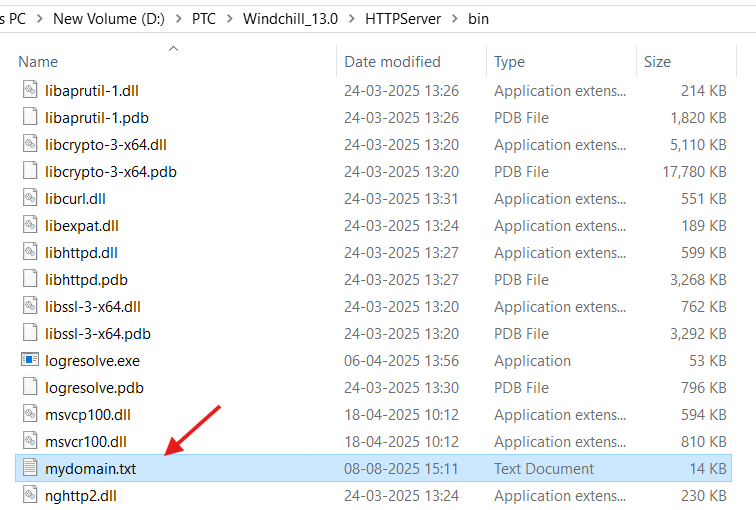 s PC > New Volume (D:) > PTC > Windchill_13.0 > HTTPServer > bin
Name Date modified Type Size
libaprutil-1.dll 24-03-2025 13:26 Application extens... 214 KB
libaprutil-1.pdb 24-03-2025 13:26 PDB File 1,820 KB
libcrypto-3-x64.dll 24-03-2025 13:20 Application extens... 5,110 KB
libcrypto-3-x64.pdb 24-03-2025 13:20 PDB File 17,780 KB
libcurl.dll 24-03-2025 13:31 Application extens... 551 KB
libexpat.dll 24-03-2025 13:24 Application extens... 189 KB
libhttpd.dll 24-03-2025 13:27 Application extens... 599 KB
libhttpd.pdb 24-03-2025 13:27 PDB File 3,268 KB
libssl-3-x64.dll 24-03-2025 13:20 Application extens... 762 KB
libssl-3-x64.pdb 24-03-2025 13:20 PDB File 3,292 KB
logresolve.exe 06-04-2025 13:56 Application 53 KB
logresolve.pdb 24-03-2025 13:30 PDB File 796 KB
msvcp100.dll 18-04-2025 10:12 Application extens... 594 KB
msvcr100.dll 18-04-2025 10:12 Application extens... 810 KB
mydomain.txt 08-08-2025 15:11 Text Document 14 KB
nghttp2.dll 24-03-2025 13:24 Application extens... 230 KB